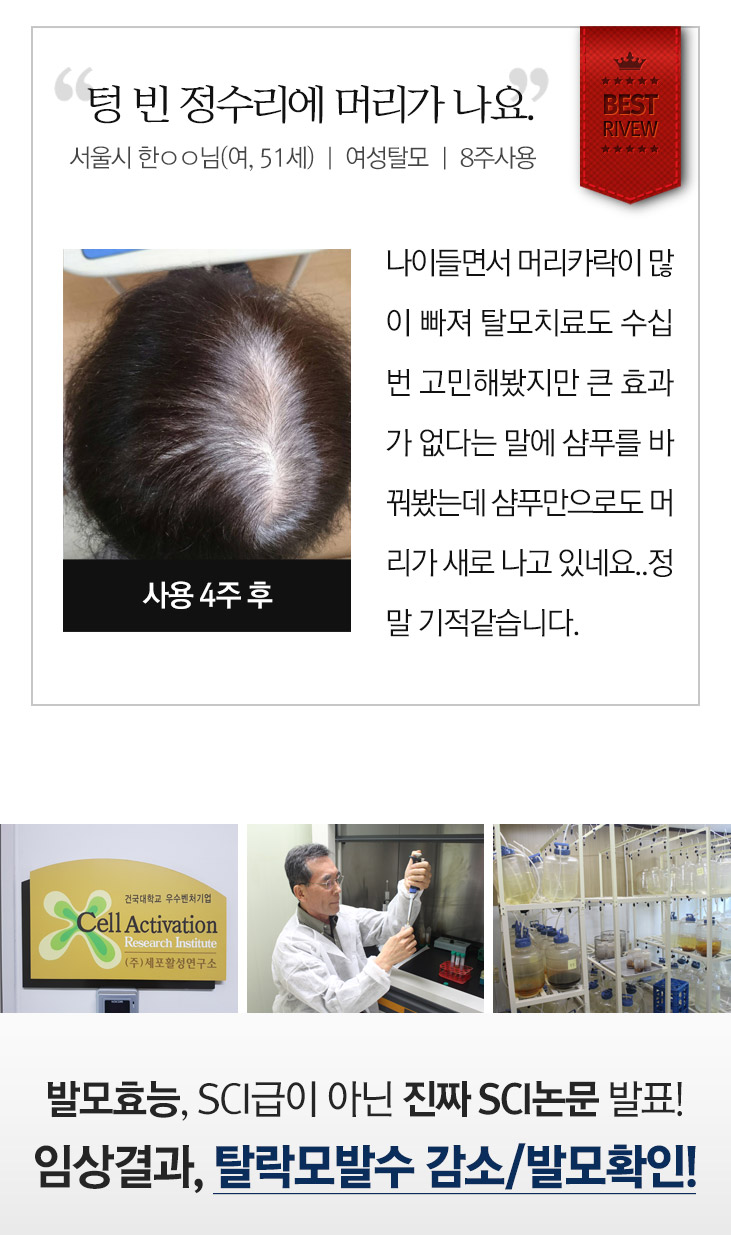 “텅 빈 정수리에 머리가 나요.”
서울시 한ㅇㅇ님(여, 51세) | 여성탈모 | 8주사용
★★★★★
BEST
RIVEW
★★★★★
나이들면서 머리카락이 많
이 빠져 탈모치료도 수십
번 고민해봤지만 큰 효과
가 없다는 말에 샴푸를 바
꿔봤는데 샴푸만으로도 머
리가 새로 나고 있네요..정
말 기적같습니다.
사용 4주 후
건국대학교 우수벤처기업
Cell Activation
Research Institute
(주)세포활성연구소
발모효능, SCI급이 아닌 진짜 SCI논문 발표!
임상결과, 탈락모발수 감소/발모확인!